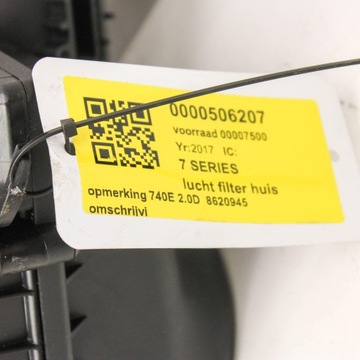 0000506207
voorraad 00007500
Yr:2017 IC:
7 SERIES
lucht filter huis
opmerking 740E 2.0D 8620945
omschrijvi